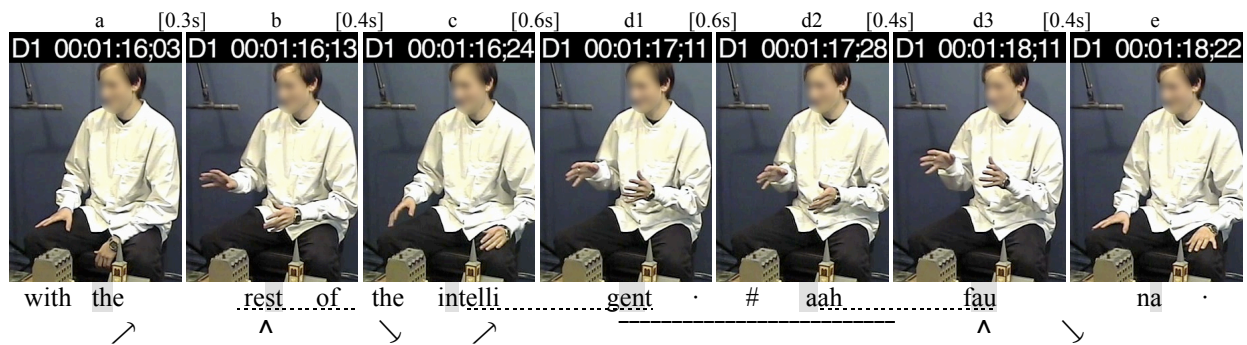 a [0.3s] b [0.4s] c [0.6s] d1 [0.6s] d2 [0.4s] d3 [0.4s] e
D1 00:01:16;03 D1 00:01:16;13 D1 00:01:16;24 D1 00:01:17;11 D1 00:01:17;28 D1 00:01:18;11 D1 00:01:18;22
with the rest of the intelli gent · # aah fau na ·